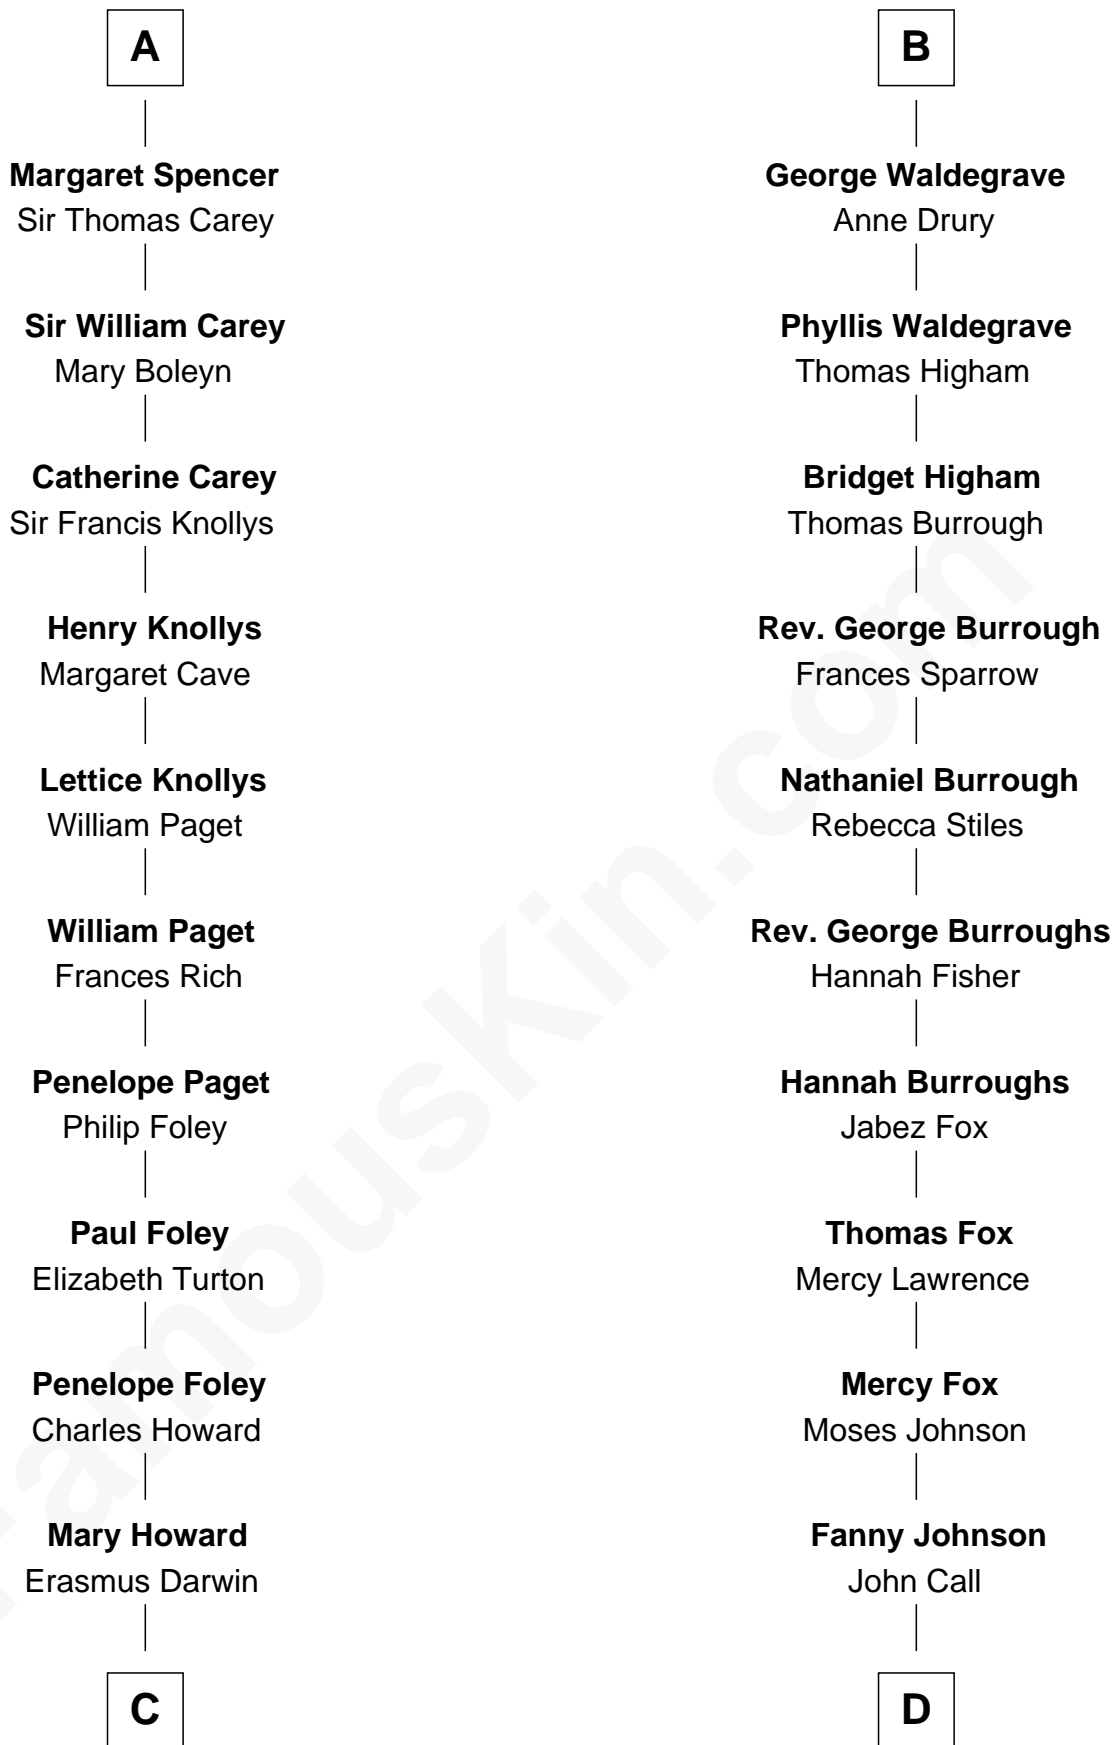 A
Margaret Spencer
Sir Thomas Carey
Sir William Carey
Mary Boleyn
Catherine Carey
Sir Francis Knollys
Henry Knollys
Margaret Cave
Lettice Knollys
William Paget
William Paget
Frances Rich
Penelope Paget
Philip Foley
Paul Foley
Elizabeth Turton
Penelope Foley
Charles Howard
Mary Howard
Erasmus Darwin
C
B
George Waldegrave
Anne Drury
Phyllis Waldegrave
Thomas Higham
Bridget Higham
Thomas Burrough
Rev. George Burrough
Frances Sparrow
Nathaniel Burrough
Rebecca Stiles
Rev. George Burroughs
Hannah Fisher
Hannah Burroughs
Jabez Fox
Thomas Fox
Mercy Lawrence
Mercy Fox
Moses Johnson
Fanny Johnson
John Call
D
FamousKin.com